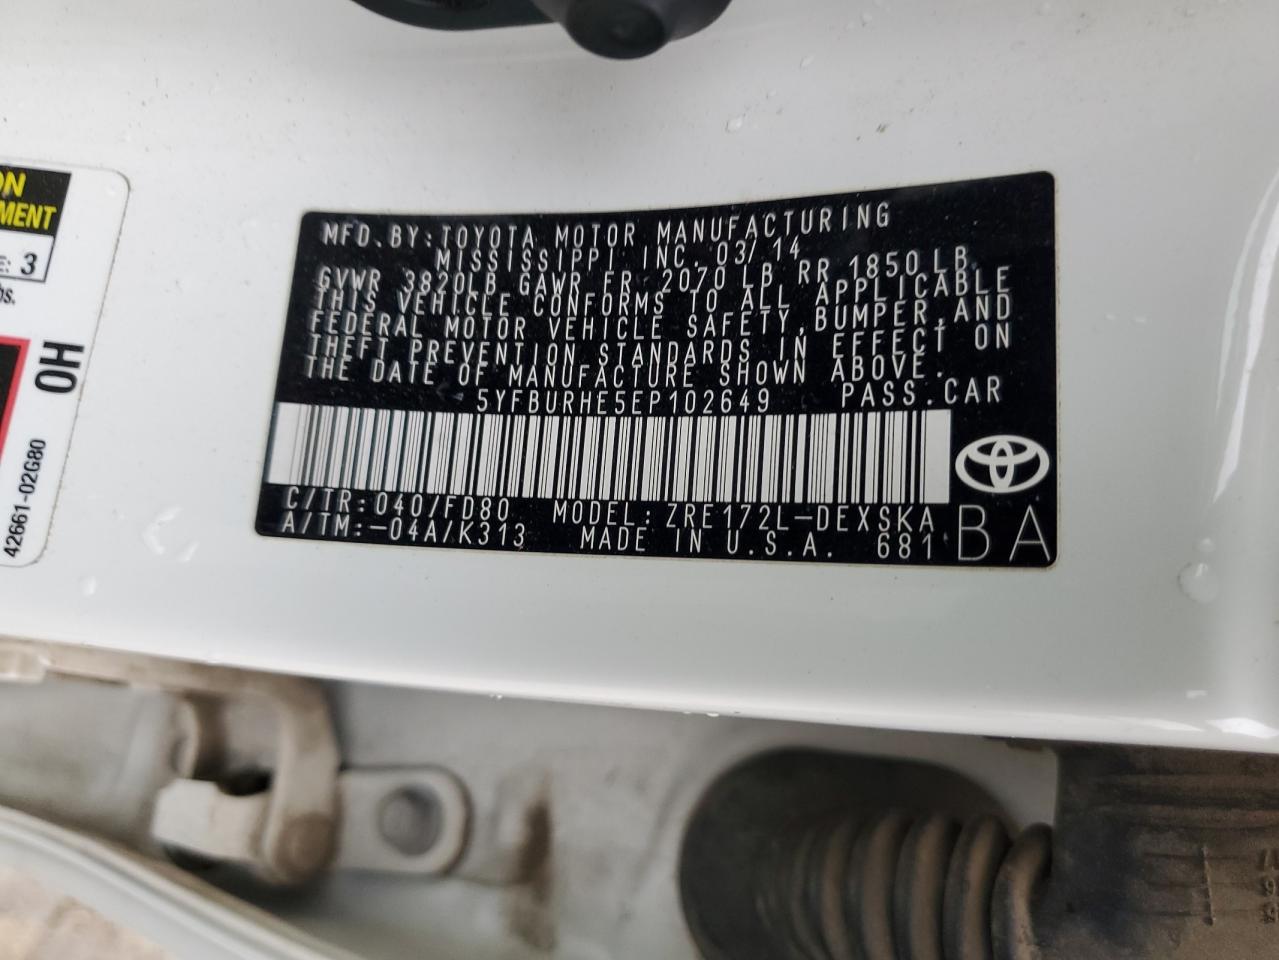 ON
MENT
E: 3
bs.
OH
42661-02G80
MFD.BY:TOYOTA MOTOR MANUFACTURING
MISSISSIPPI INC. 03/14
GVWR 3820LB GAWR FR 2070 LB RR 1850LB
THIS VEHICLE CONFORMS TO ALL APPLICABLE
FEDERAL MOTOR VEHICLE SAFETY,BUMPER,AND
THEFT PREVENTION STANDARDS IN EFFECT ON
THE DATE OF MANUFACTURE SHOWN ABOVE.
5YFBURHE5EP102649 PASS.CAR
C/TR:040/FD80 MODEL:ZRE172L-DEXSKA
A/TM:-04A/K313 MADE IN U.S.A. 681 BA